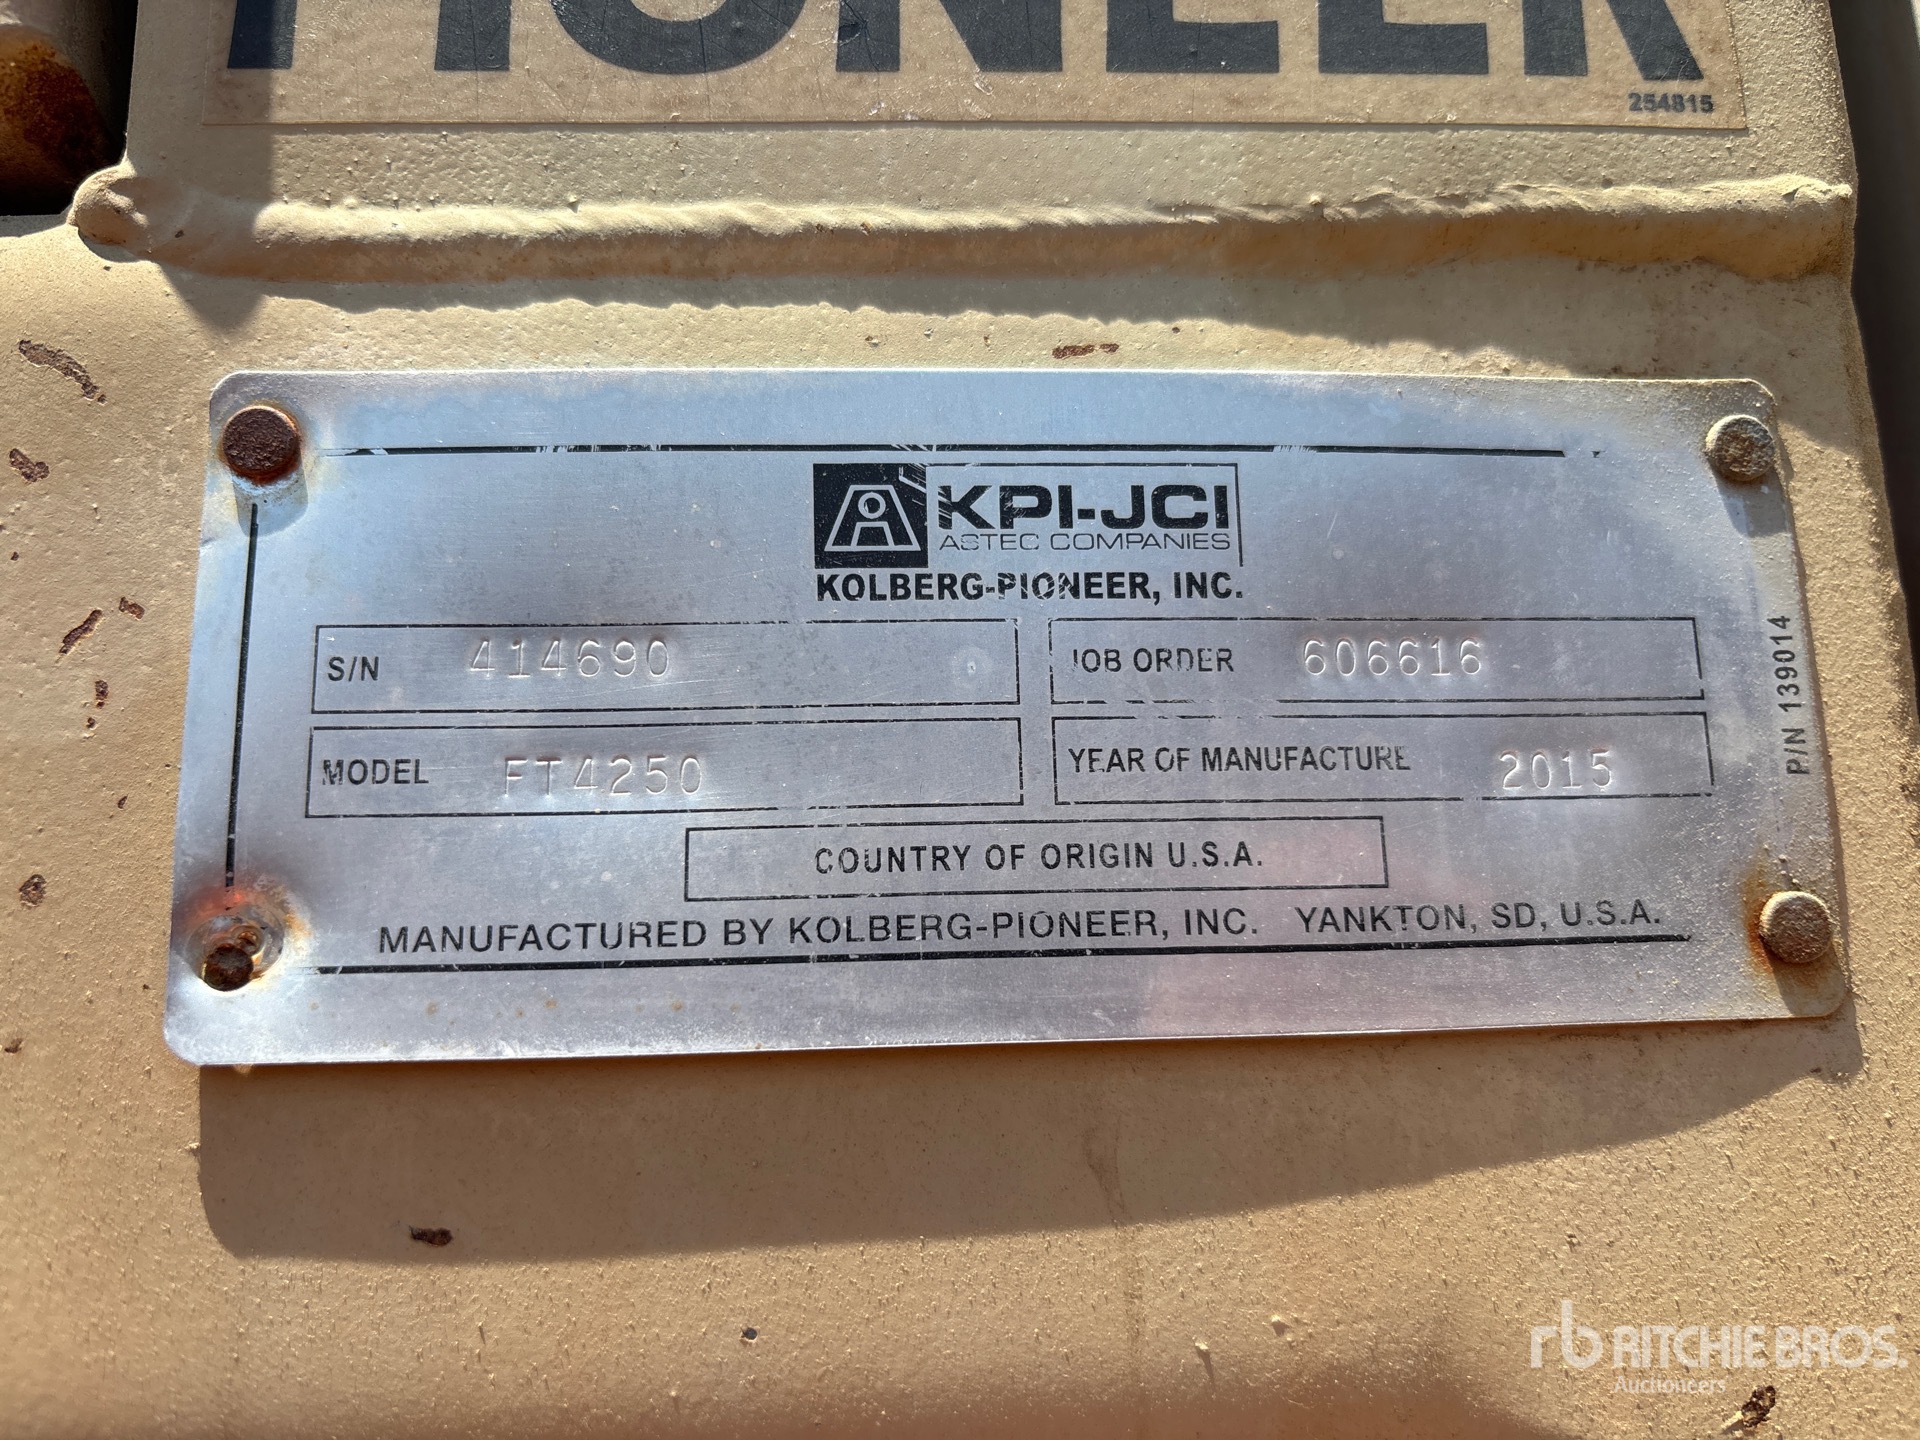 PIONEER
254815
KPI-JCI
ASTEC COMPANIES
KOLBERG-PIONEER, INC.
S/N 414690
JOB ORDER 606616
MODEL FT4250
YEAR OF MANUFACTURE 2015
P/N 139014
COUNTRY OF ORIGIN U.S.A.
MANUFACTURED BY KOLBERG-PIONEER, INC. YANKTON, SD, U.S.A.
rb RITCHIE BROS.
Auctioneers